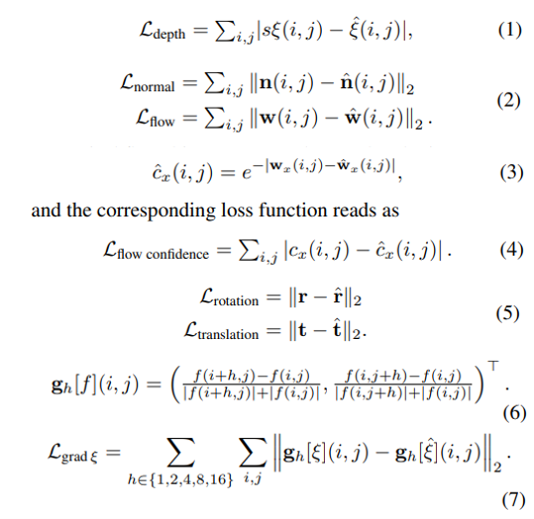 ℒ_depth = ∑_{i,j} |sξ(i, j) − ξ̂(i, j)|, (1)
ℒ_normal = ∑_{i,j} ‖n(i, j) − n̂(i, j)‖₂
ℒ_flow = ∑_{i,j} ‖w(i, j) − ŵ(i, j)‖₂ . (2)
ĉ_x(i, j) = e^{−|w_x(i,j)−ŵ_x(i,j)|}, (3)
and the corresponding loss function reads as
ℒ_flow confidence = ∑_{i,j} |c_x(i, j) − ĉ_x(i, j)| . (4)
ℒ_rotation = ‖r − r̂‖₂
ℒ_translation = ‖t − t̂‖₂. (5)
g_h[f](i, j) = ( (f(i+h,j)−f(i,j))/(|f(i+h,j)|+|f(i,j)|), (f(i,j+h)−f(i,j))/(|f(i,j+h)|+|f(i,j)|) )^⊤ .
(6)
ℒ_grad ξ = ∑_{h∈{1,2,4,8,16}} ∑_{i,j} ‖g_h[ξ](i, j) − g_h[ξ̂](i, j)‖₂ .
(7)